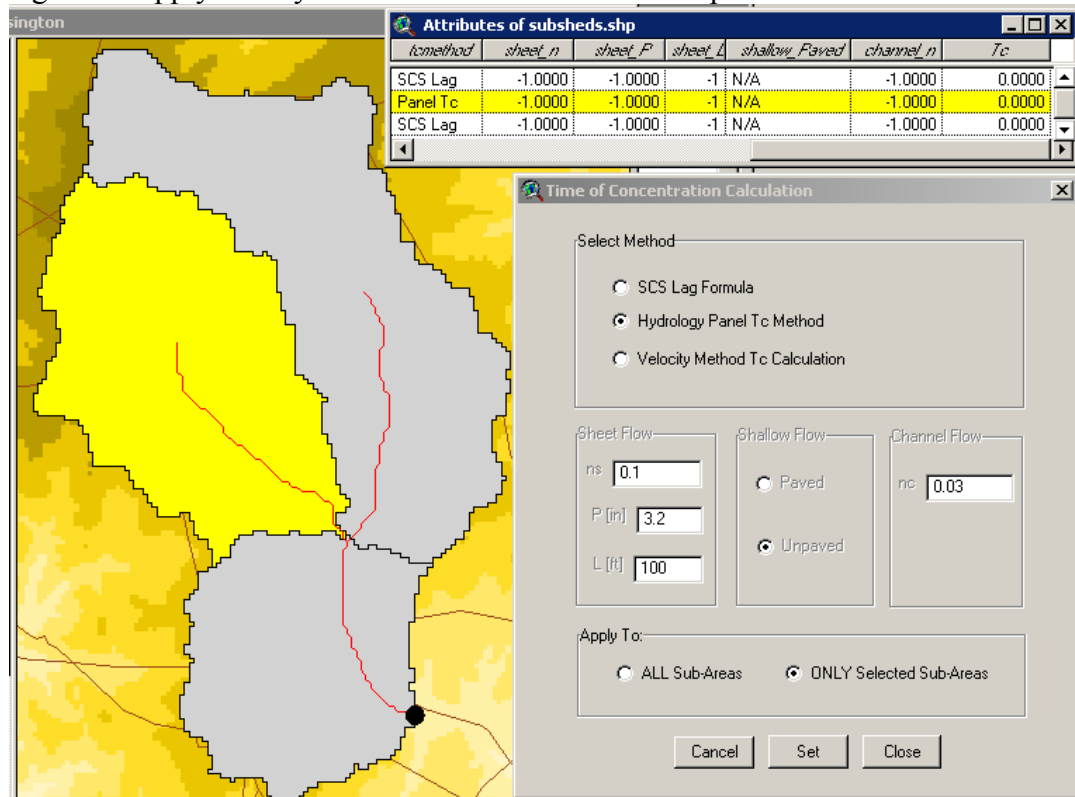 sington
Attributes of subsheds.shp
tcmethod sheet_n sheet_P sheet_L shallow_Paved channel_n Tc
SCS Lag -1.0000 -1.0000 -1 N/A -1.0000 0.0000
Panel Tc -1.0000 -1.0000 -1 N/A -1.0000 0.0000
SCS Lag -1.0000 -1.0000 -1 N/A -1.0000 0.0000
Time of Concentration Calculation
Select Method
SCS Lag Formula
Hydrology Panel Tc Method
Velocity Method Tc Calculation
Sheet Flow
ns 0.1
P [in] 3.2
L [ft] 100
Shallow Flow
Paved
Unpaved
Channel Flow
nc 0.03
Apply To:
ALL Sub-Areas ONLY Selected Sub-Areas
Cancel Set Close